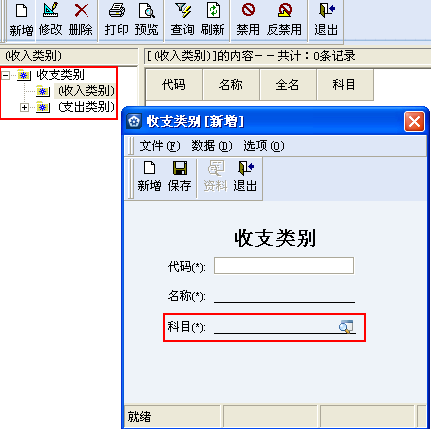 新增 修改 删除 打印 预览 查询 刷新 禁用 反禁用 退出
(收入类别)
[(收入类别)]的内容－－共计：0条记录
收支类别
(收入类别)
(支出类别)
代码 名称 全名 科目
收支类别[新增]
文件(F) 数据(D) 选项(O)
新增 保存 资料 退出
收支类别
代码(*):
名称(*):
科目(*):
就绪